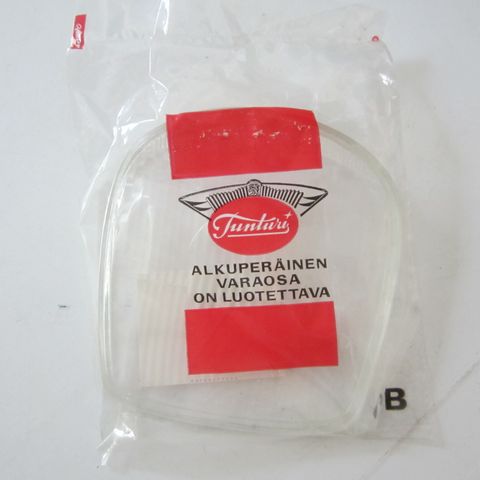 Tunturi
ALKUPERÄINEN
VARAOSA
ON LUOTETTAVA
B